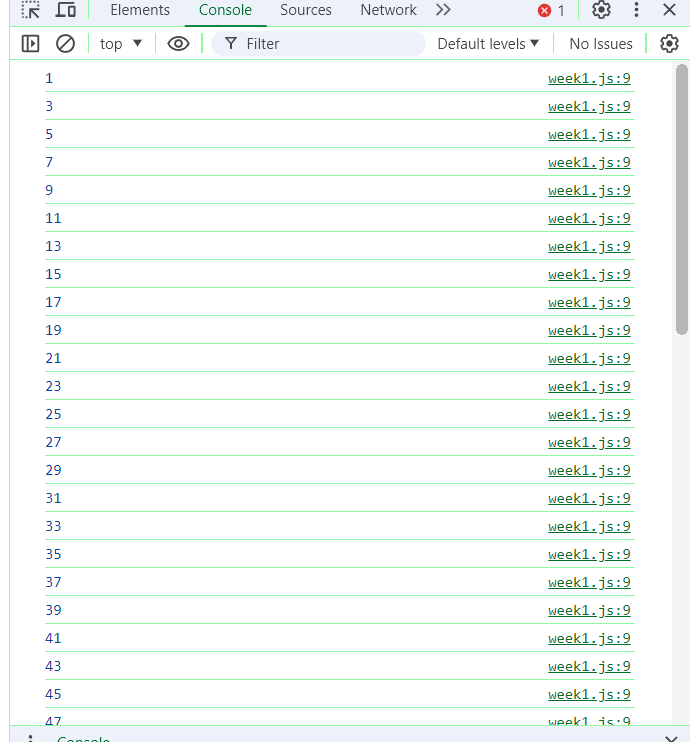 Elements Console Sources Network 1
top Filter Default levels No Issues
1 week1.js:9
3 week1.js:9
5 week1.js:9
7 week1.js:9
9 week1.js:9
11 week1.js:9
13 week1.js:9
15 week1.js:9
17 week1.js:9
19 week1.js:9
21 week1.js:9
23 week1.js:9
25 week1.js:9
27 week1.js:9
29 week1.js:9
31 week1.js:9
33 week1.js:9
35 week1.js:9
37 week1.js:9
39 week1.js:9
41 week1.js:9
43 week1.js:9
45 week1.js:9
47 week1.js:9
Console